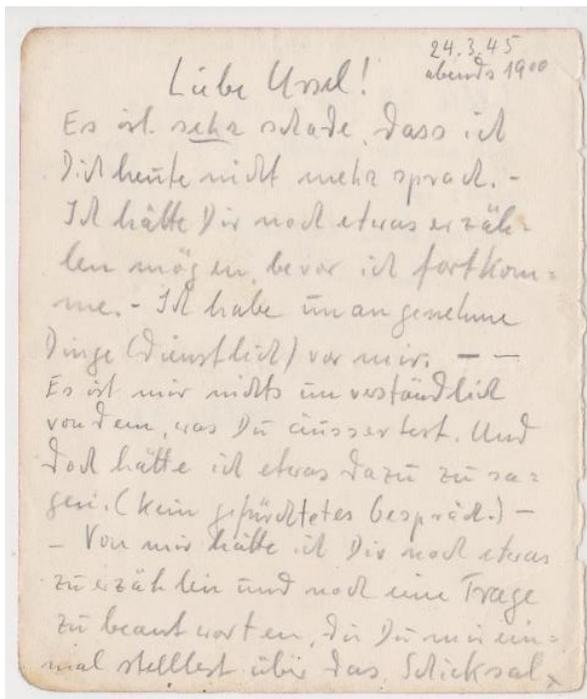 24.3.45
abends 19⁰⁰
Liebe Ursel!
Es ist sehr schade, dass ich
Dich heute nicht mehr sprach. –
Ich hätte Dir noch etwas erzäh=
len mögen, bevor ich fortkom=
me. – Ich habe unangenehme
Dinge (dienstlich) vor mir. — —
Es ist mir nichts unverständlich
von dem, was Du äussertest. Und
doch hätte ich etwas dazu zu sa=
gen. (Kein gefürchtetes Gespräch.) –
– Von mir hätte ich Dir noch etwas
zu erzählen und noch eine Frage
zu beantworten, die Du mir ein=
mal stelltest über das Schicksal